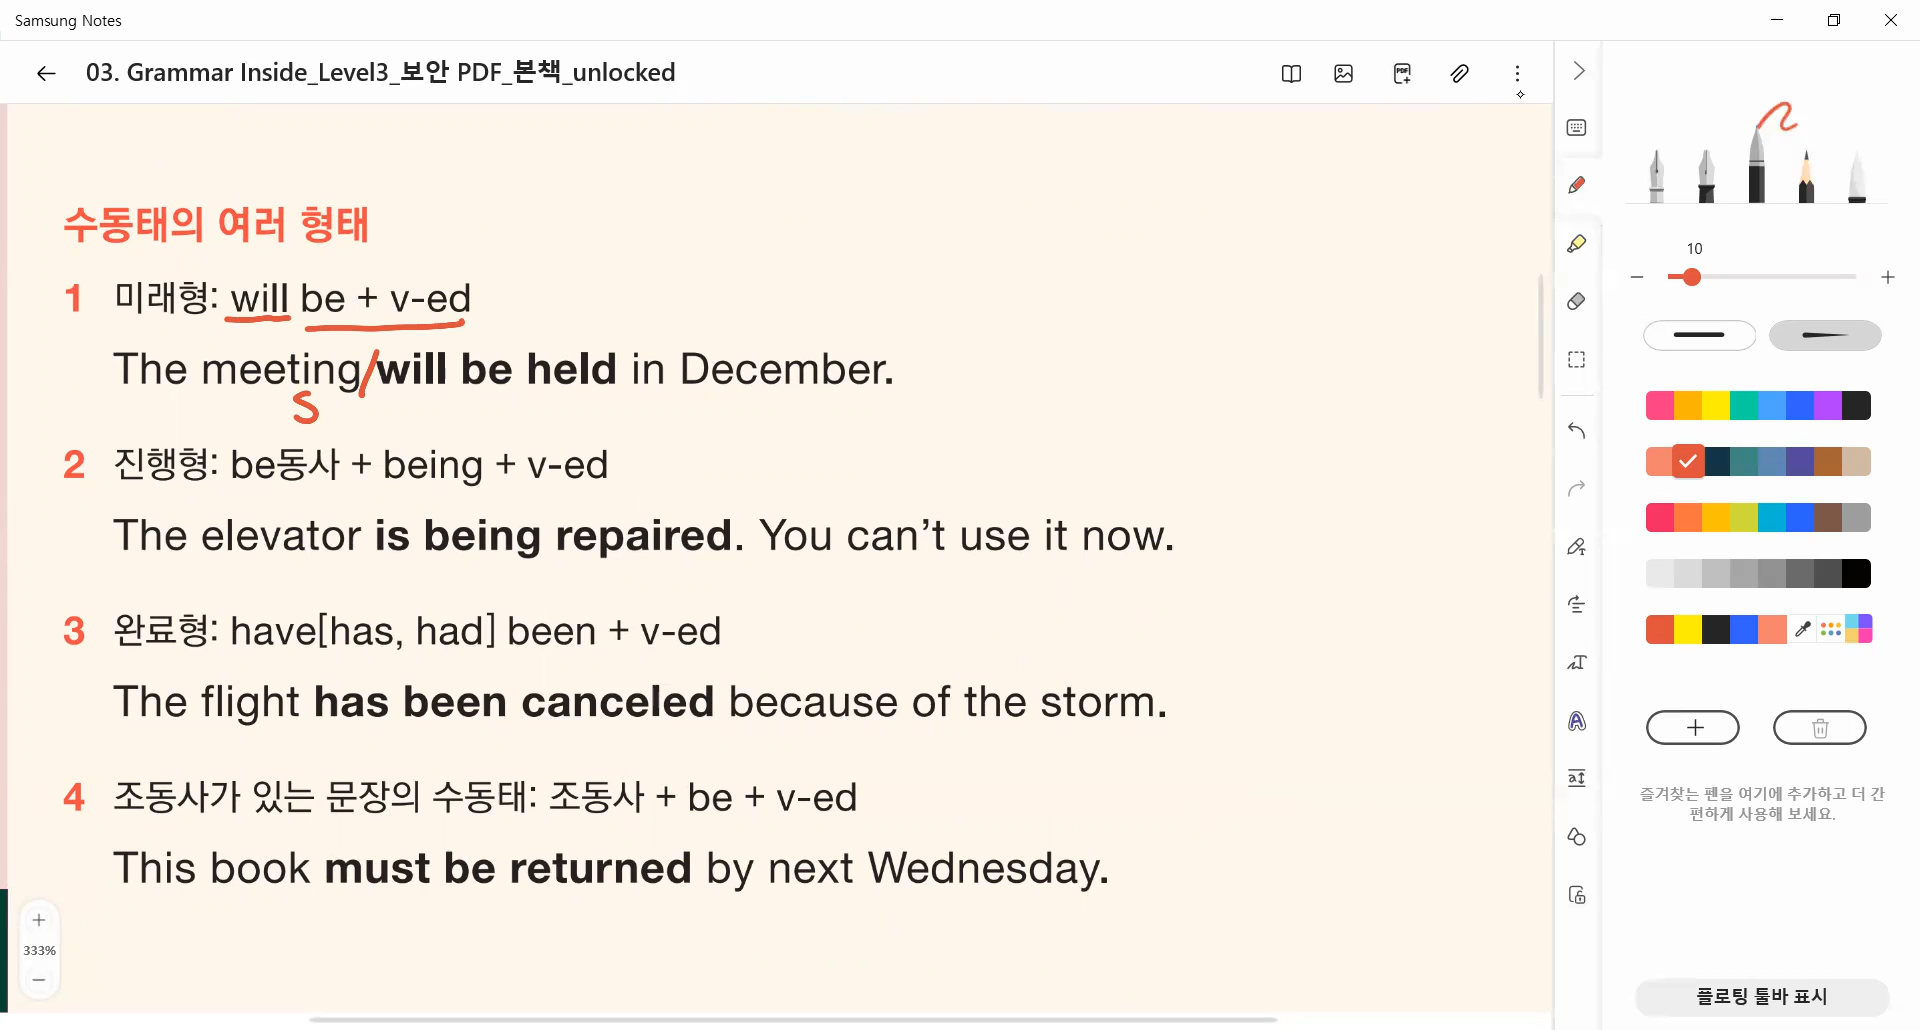 Samsung Notes
03. Grammar Inside_Level3_보안 PDF_본책_unlocked
수동태의 여러 형태
1 미래형: will be + v-ed
The meeting/will be held in December.
S
2 진행형: be동사 + being + v-ed
The elevator is being repaired. You can't use it now.
3 완료형: have[has, had] been + v-ed
The flight has been canceled because of the storm.
4 조동사가 있는 문장의 수동태: 조동사 + be + v-ed
This book must be returned by next Wednesday.
333%
10
즐겨찾는 펜을 여기에 추가하고 더 간
편하게 사용해 보세요.
플로팅 툴바 표시